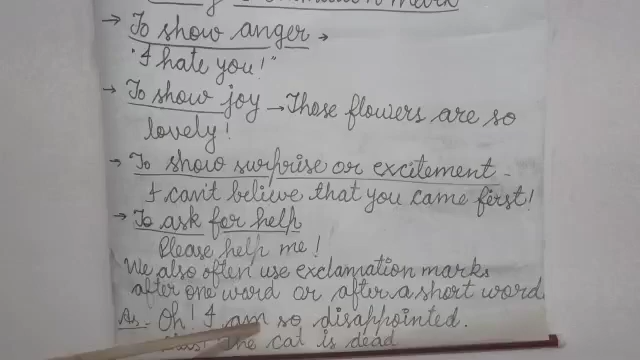 Exclamation mark
→ To show anger →
"I hate you!"
→ To show joy → Those flowers are so
lovely!
→ To show surprise or excitement -
I can't believe that you came first!
→ To ask for help
Please help me!
We also often use exclamation marks
after one word or after a short word
As:- Oh! I am so disappointed.
The cat is dead